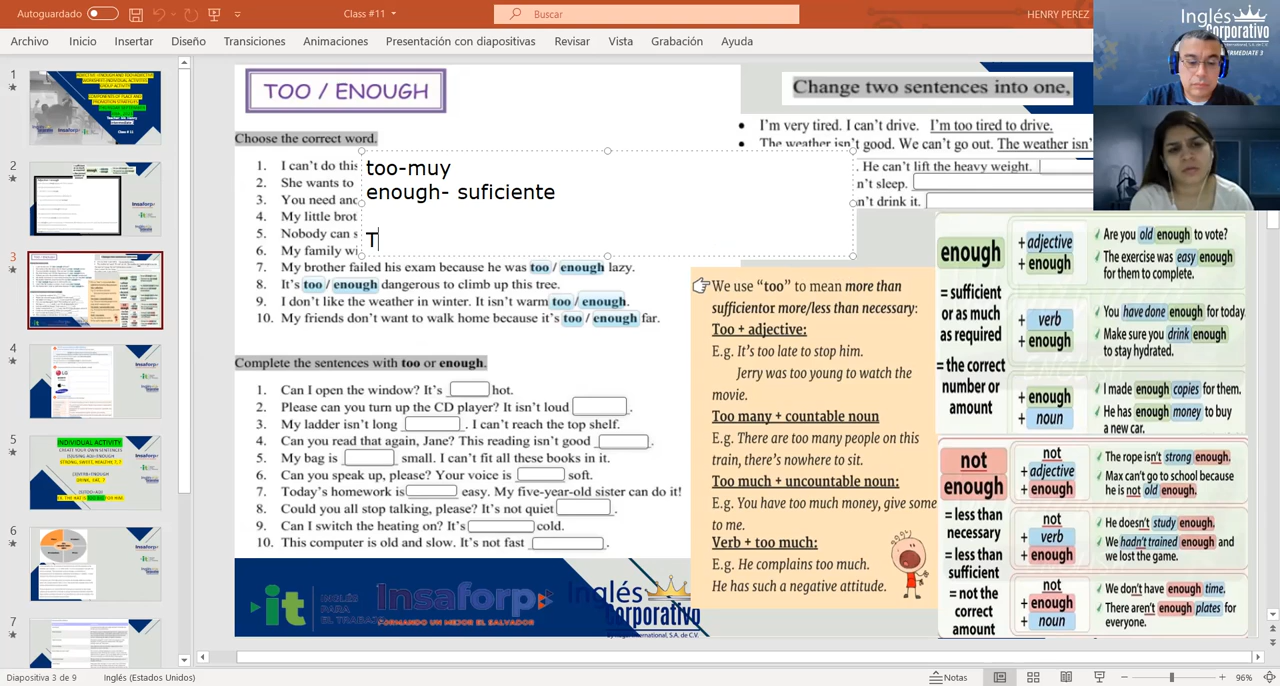 Autoguardado
Class #11
Buscar
HENRY PEREZ
Archivo Inicio Insertar Diseño Transiciones Animaciones Presentación con diapositivas Revisar Vista Grabación Ayuda
Inglés
Corporativo
INTERMEDIATE 3
1
2
3
4
5
6
7
INDIVIDUAL ACTIVITY
TOO / ENOUGH
Choose the correct word.
1. I can't do this
2. She wants to
3. You need ano
4. My little brot
5. Nobody can s
6. My family wi
7. My brother failed his exam because he was too / enough lazy.
8. It's too / enough dangerous to climb up this tree.
9. I don't like the weather in winter. It isn't warm too / enough.
10. My friends don't want to walk home because it's too / enough far.
too-muy
enough- suficiente
T
Complete the sentences with too or enough.
1. Can I open the window? It's hot.
2. Please can you turn up the CD player? It isn't loud .
3. My ladder isn't long . I can't reach the top shelf.
4. Can you read that again, Jane? This recording isn't good .
5. My bag is small. I can't fit all these books in it.
6. Can you speak up, please? Your voice is soft.
7. Today's homework is easy. My five-year-old sister can do it!
8. Could you all stop talking, please? It's not quiet .
9. Can I switch the heating on? It's cold.
10. This computer is old and slow. It's not fast .
Change two sentences into one,
• I'm very tired. I can't drive. I'm too tired to drive.
• The weather isn't good. We can't go out. The weather isn'
. He can't lift the heavy weight.
n't sleep.
n't drink it.
We use "too" to mean more than
sufficientor more/less than necessary:
Too + adjective:
E.g. It's too late to stop him.
Jerry was too young to watch the
movie.
Too many + countable noun
E.g. There are too many people on this
train, there's nowhere to sit.
Too much + uncountable noun:
E.g. You have too much money, give some
to me.
Verb + too much:
E.g. He complains too much.
He has such a negative attitude.
enough
= sufficient
or as much
as required
= the correct
number or
amount
+ adjective
+ enough
Are you old enough to vote?
The exercise was easy enough
for them to complete.
+ verb
+ enough
You have done enough for today.
Make sure you drink enough
to stay hydrated.
+ enough
+ noun
I made enough copies for them.
He has enough money to buy
a new car.
not
enough
= less than
necessary
= less than
sufficient
= not the
correct
amount
not
+ adjective
+ enough
The rope isn't strong enough.
Max can't go to school because
he is not old enough.
not
+ verb
+ enough
He doesn't study enough.
We hadn't trained enough and
we lost the game.
not
+ enough
+ noun
We don't have enough time.
There aren't enough plates for
everyone.
it
INGLÉS
PARA
EL TRABAJO
Insaforp
FORMANDO UN MEJOR EL SALVADOR
Inglés
Corporativo
Diapositiva 3 de 9
Inglés (Estados Unidos)
Notas
96%